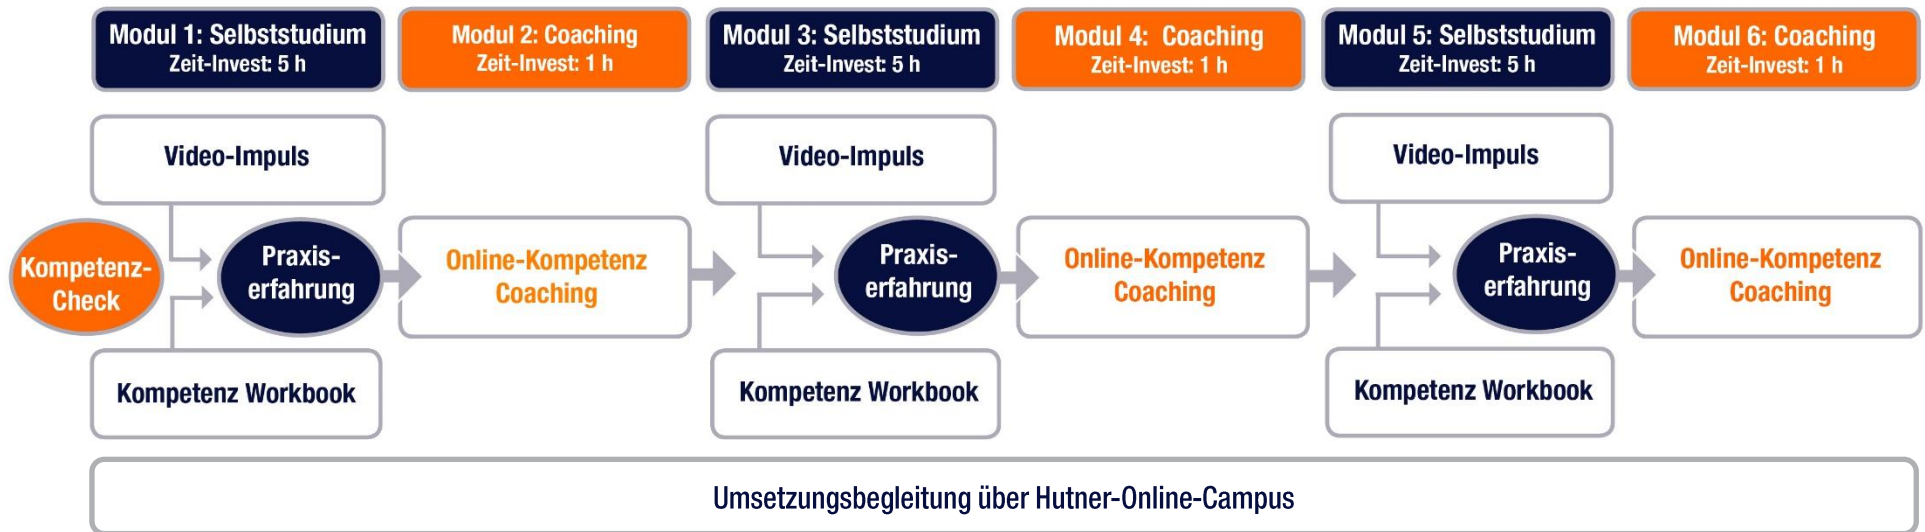 Modul 1: Selbststudium
Zeit-Invest: 5 h
Modul 2: Coaching
Zeit-Invest: 1 h
Modul 3: Selbststudium
Zeit-Invest: 5 h
Modul 4: Coaching
Zeit-Invest: 1 h
Modul 5: Selbststudium
Zeit-Invest: 5 h
Modul 6: Coaching
Zeit-Invest: 1 h
Video-Impuls
Video-Impuls
Video-Impuls
Kompetenz-
Check
Praxis-
erfahrung
Online-Kompetenz
Coaching
Praxis-
erfahrung
Online-Kompetenz
Coaching
Praxis-
erfahrung
Online-Kompetenz
Coaching
Kompetenz Workbook
Kompetenz Workbook
Kompetenz Workbook
Umsetzungsbegleitung über Hutner-Online-Campus